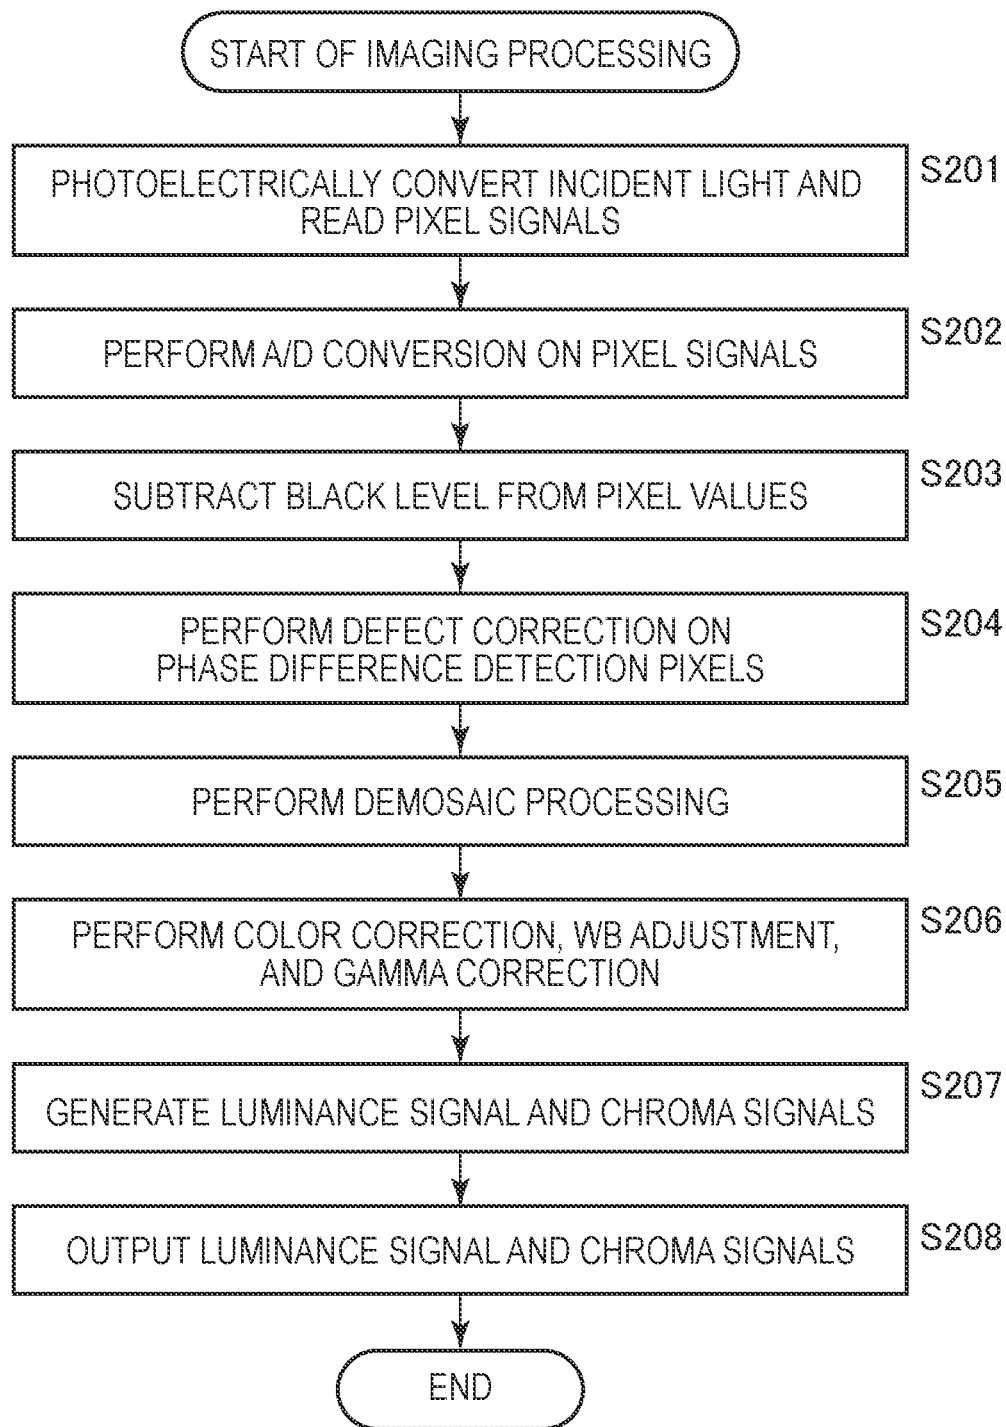 START OF IMAGING PROCESSING
S201
PHOTOELECTRICALLY CONVERT INCIDENT LIGHT AND
READ PIXEL SIGNALS
S202
PERFORM A/D CONVERSION ON PIXEL SIGNALS
S203
SUBTRACT BLACK LEVEL FROM PIXEL VALUES
S204
PERFORM DEFECT CORRECTION ON
PHASE DIFFERENCE DETECTION PIXELS
S205
PERFORM DEMOSAIC PROCESSING
S206
PERFORM COLOR CORRECTION, WB ADJUSTMENT,
AND GAMMA CORRECTION
S207
GENERATE LUMINANCE SIGNAL AND CHROMA SIGNALS
S208
OUTPUT LUMINANCE SIGNAL AND CHROMA SIGNALS
END